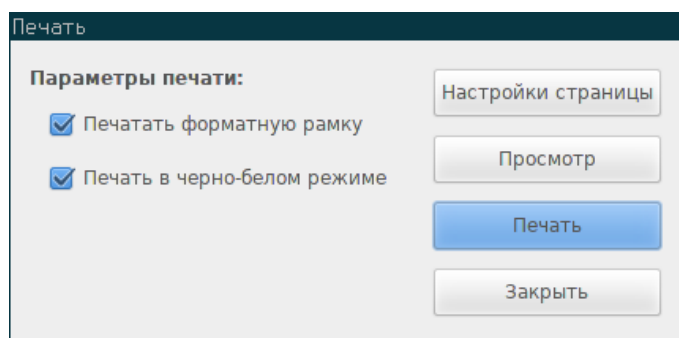 Печать
Параметры печати:
Печатать форматную рамку
Печать в черно-белом режиме
Настройки страницы
Просмотр
Печать
Закрыть